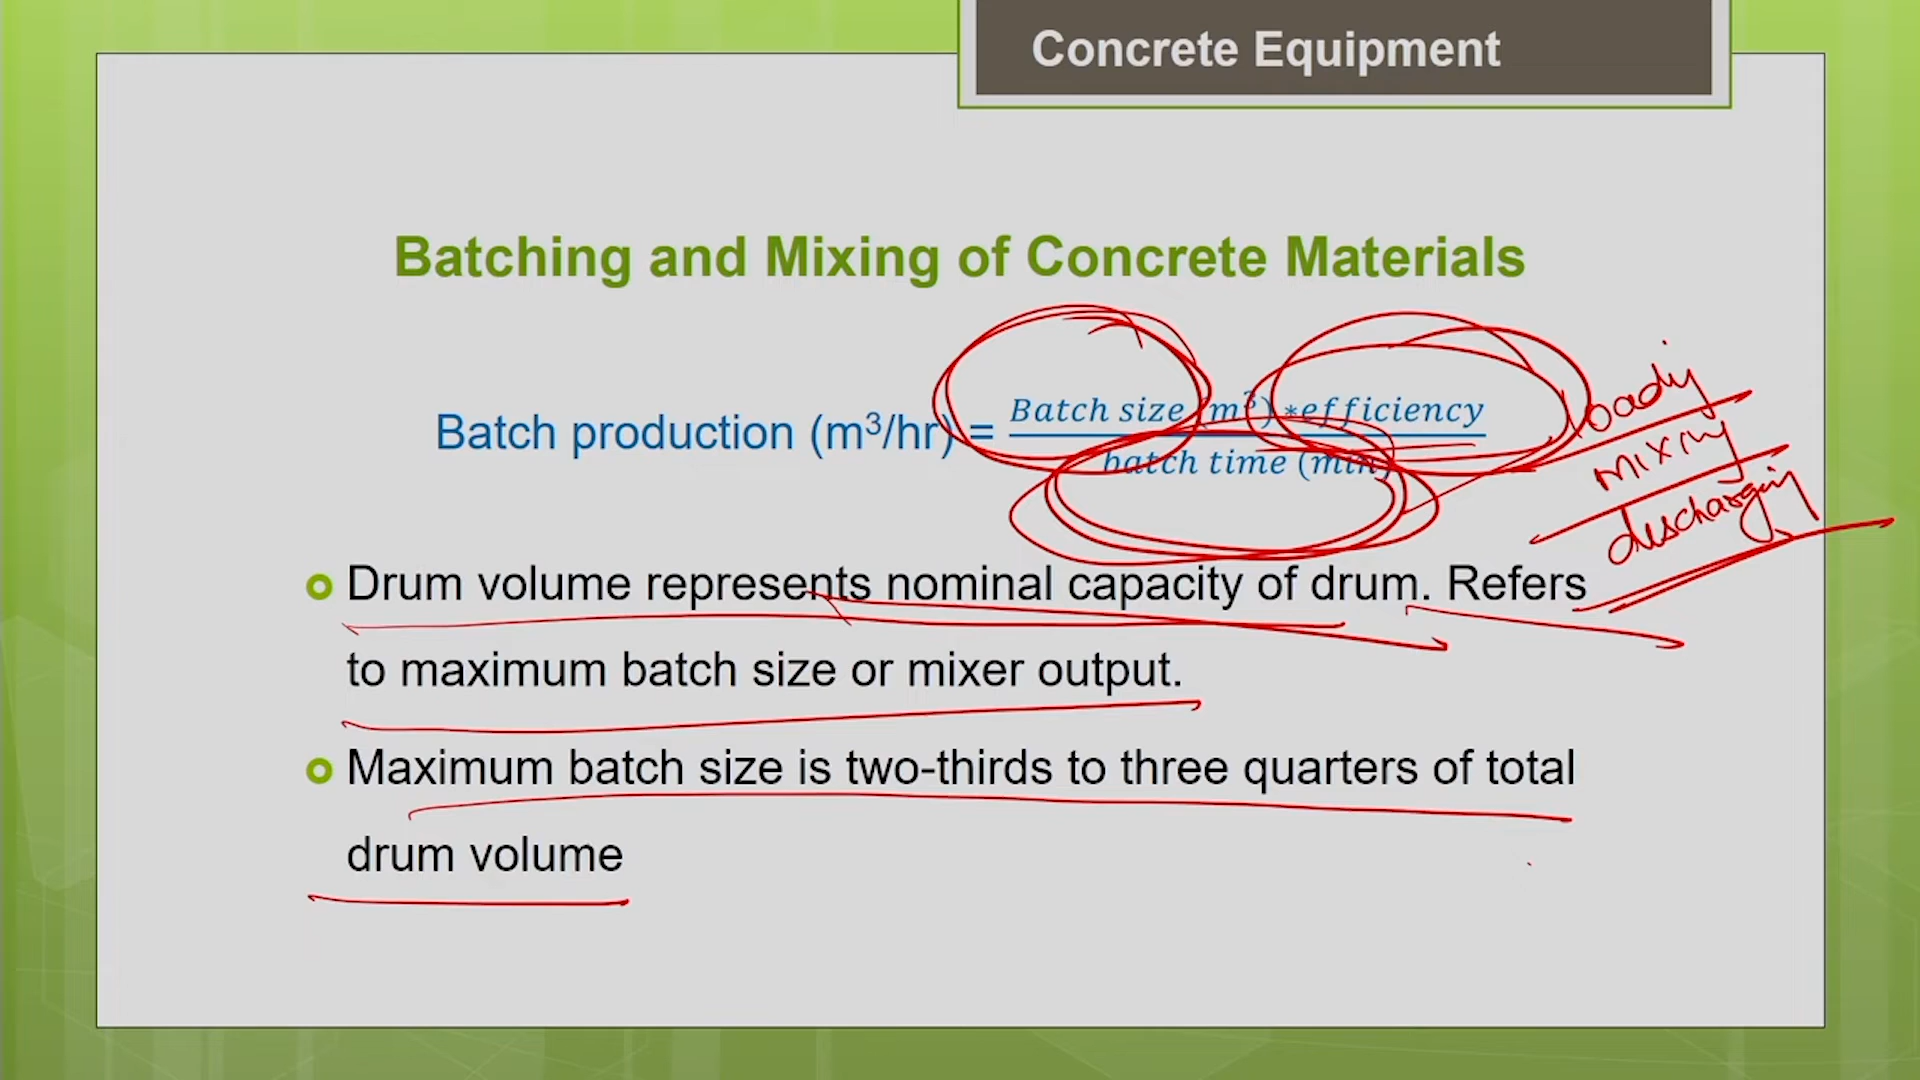 Concrete Equipment
Batching and Mixing of Concrete Materials
Batch production (m³/hr) = Batch size (m³) *efficiency
batch time (min)
loadiy
mixing
descharging
Drum volume represents nominal capacity of drum. Refers
to maximum batch size or mixer output.
Maximum batch size is two-thirds to three quarters of total
drum volume